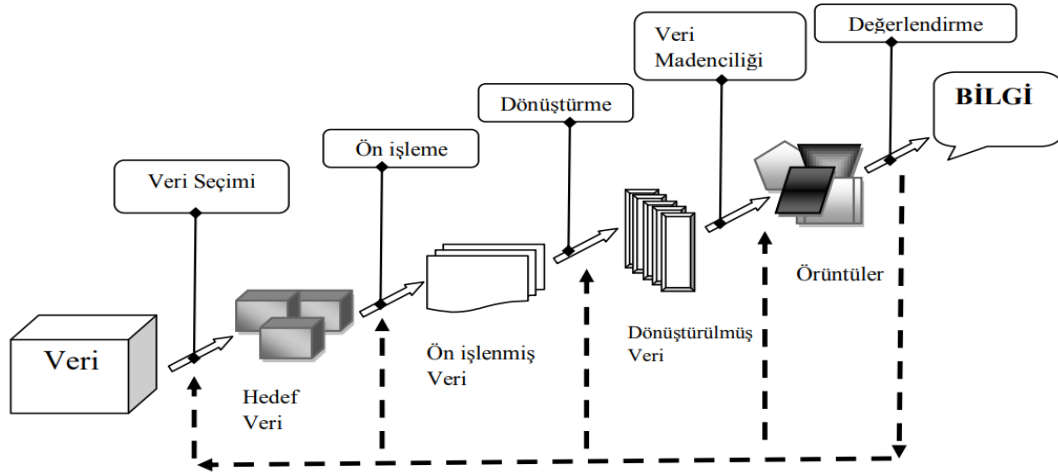 Değerlendirme
Veri
Madenciliği
BİLGİ
Dönüştürme
Ön işleme
Veri Seçimi
Örüntüler
Dönüştürülmüş
Veri
Ön işlenmiş
Veri
Veri
Hedef
Veri